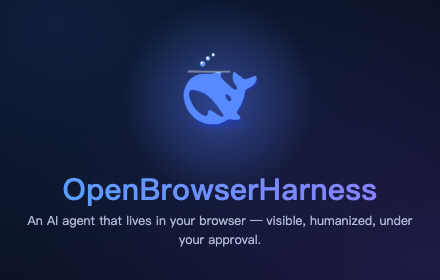 OpenBrowserHarness
An AI agent that lives in your browser — visible, humanized, under
your approval.